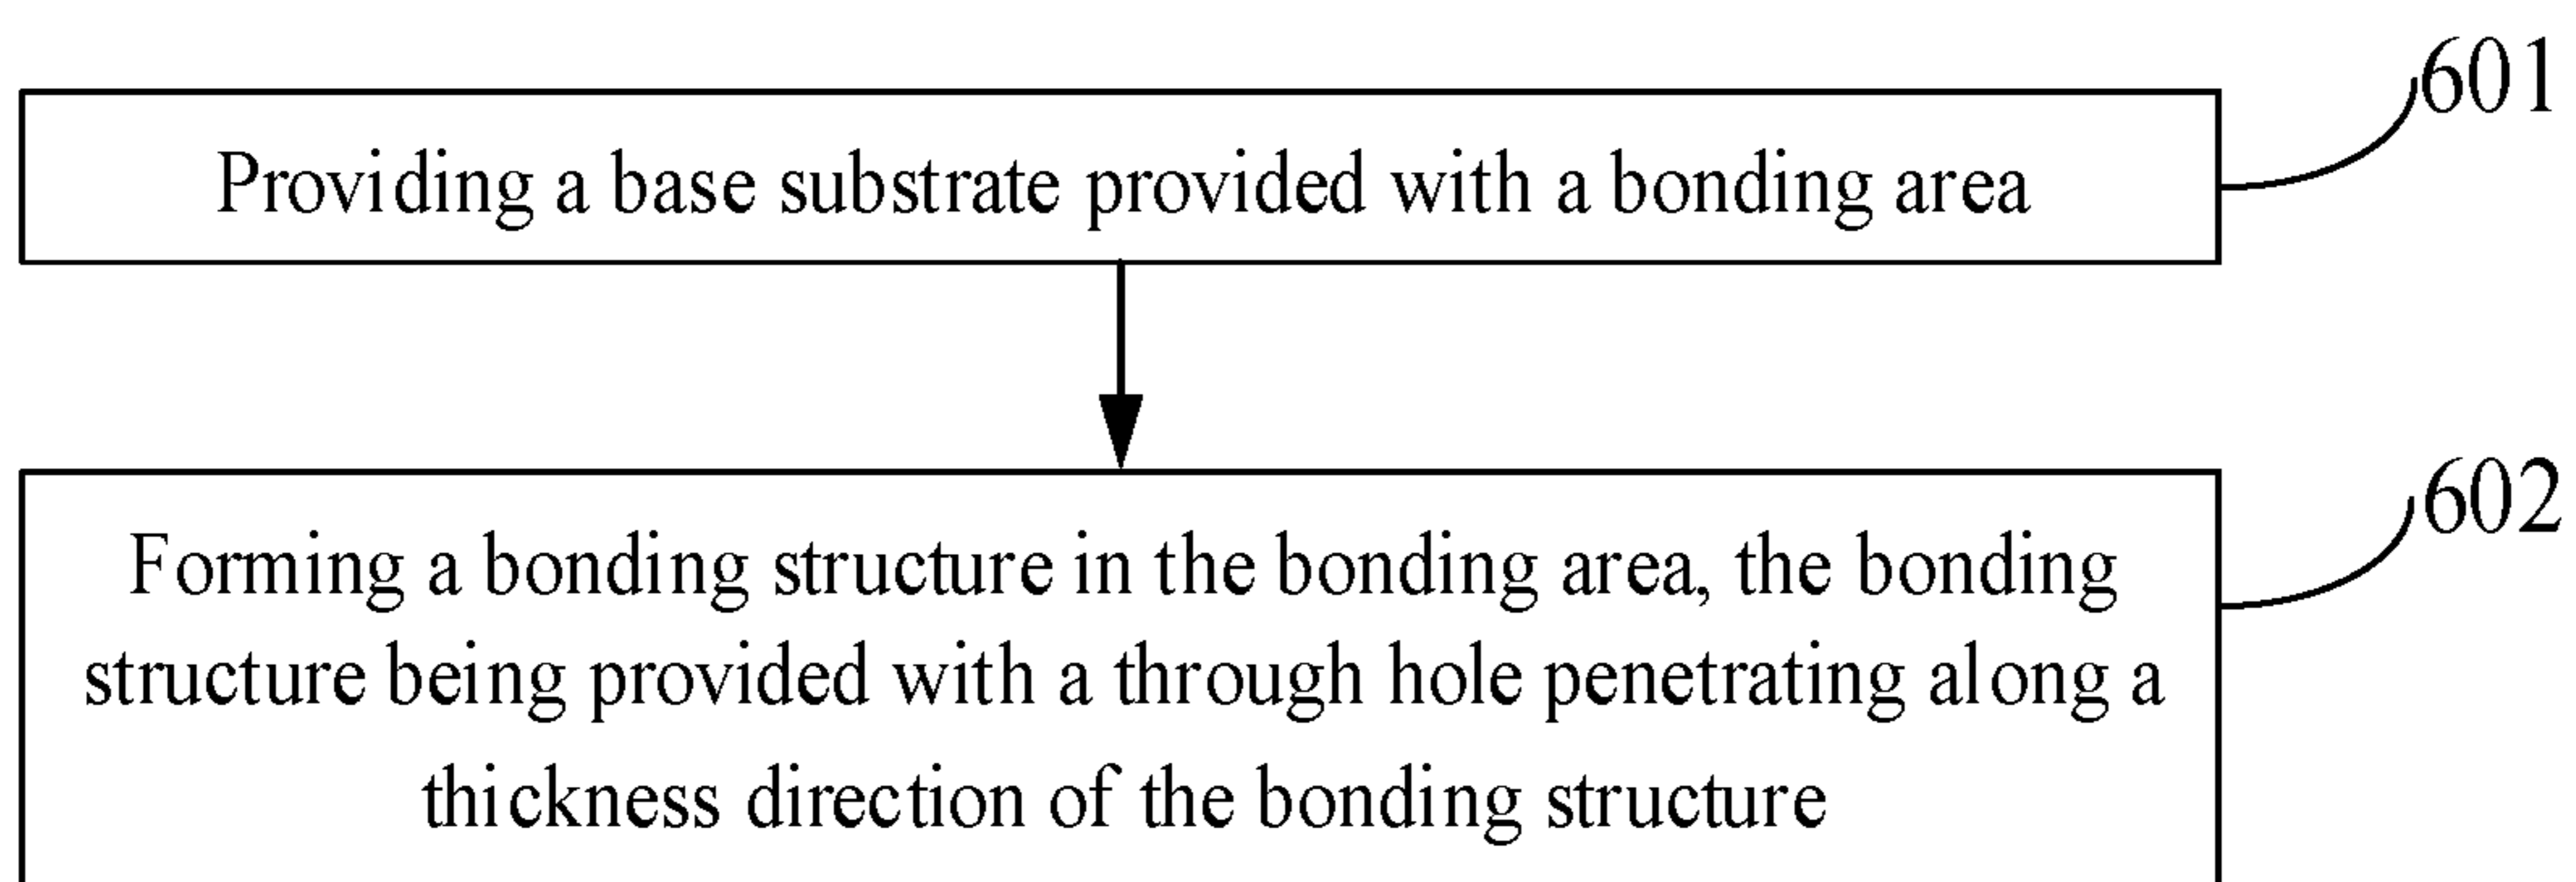 601
Providing a base substrate provided with a bonding area
602
Forming a bonding structure in the bonding area, the bonding
structure being provided with a through hole penetrating along a
thickness direction of the bonding structure